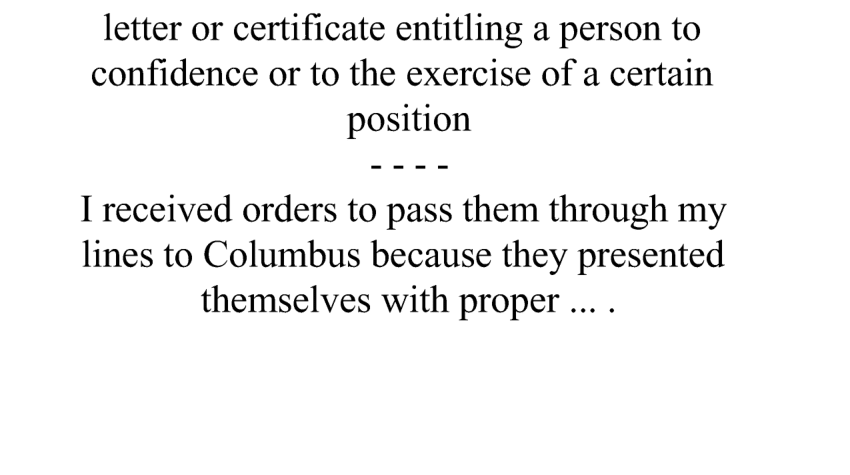 letter or certificate entitling a person to
confidence or to the exercise of a certain
position
- - - -
I received orders to pass them through my
lines to Columbus because they presented
themselves with proper ... .